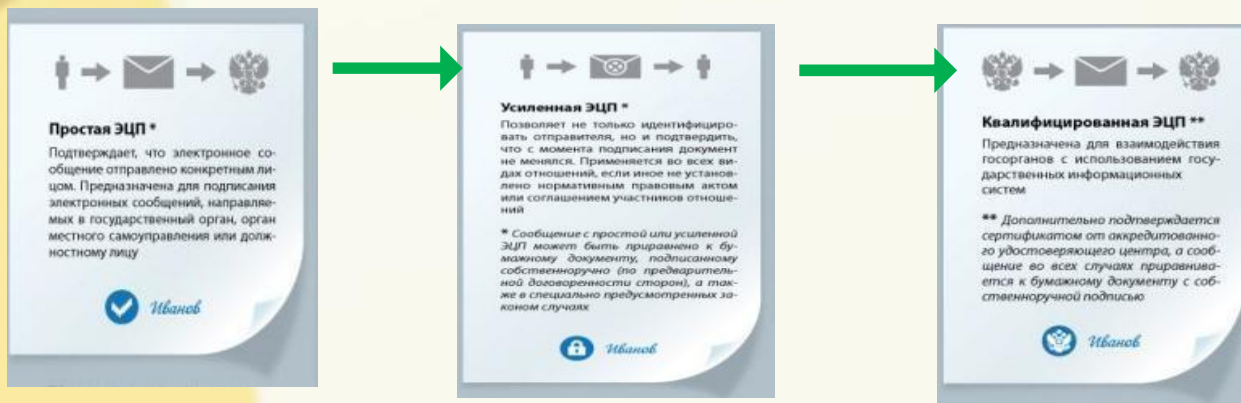 Простая ЭЦП *
Подтверждает, что электронное со-
общение отправлено конкретным ли-
цом. Предназначена для подписания
электронных сообщений, направляе-
мых в государственный орган, орган
местного самоуправления или долж-
ностному лицу
Иванов
Усиленная ЭЦП *
Позволяет не только идентифициро-
вать отправителя, но и подтвердить,
что с момента подписания документ
не менялся. Применяется во всех ви-
дах отношений, если иное не установ-
лено нормативным правовым актом
или соглашением участников отноше-
ний
* Сообщение с простой или усиленной
ЭЦП может быть приравнено к бу-
мажному документу, подписанному
собственноручно (по предваритель-
ной договоренности сторон), а так-
же в специально предусмотренных за-
коном случаях
Иванов
Квалифицированная ЭЦП **
Предназначена для взаимодействия
госорганов с использованием госу-
дарственных информационных
систем
** Дополнительно подтверждается
сертификатом от аккредитованно-
го удостоверяющего центра, а сооб-
щение во всех случаях приравнива-
ется к бумажному документу с соб-
ственноручной подписью
Иванов